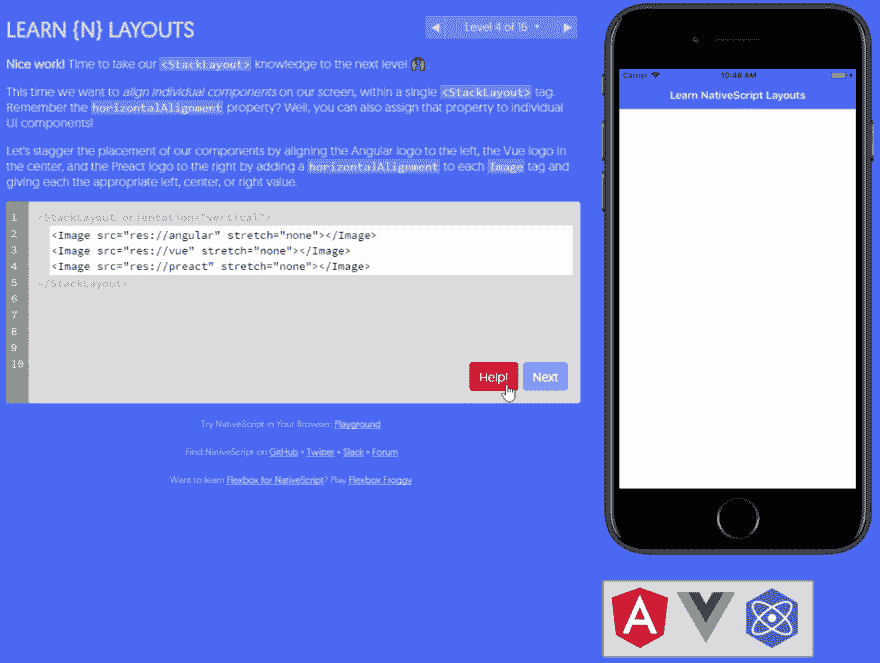 LEARN {N} LAYOUTS
Level 4 of 16
Nice work! Time to take our <StackLayout> knowledge to the next level
This time we want to align individual components on our screen, within a single <StackLayout> tag.
Remember the horizontalAlignment property? Well, you can also assign that property to individual
UI components!
Let's stagger the placement of our components by aligning the Angular logo to the left, the Vue logo in
the center, and the Preact logo to the right by adding a horizontalAlignment to each Image tag and
giving each the appropriate left, center, or right value.
1 <StackLayout orientation="vertical">
2 <Image src="res://angular" stretch="none"></Image>
3 <Image src="res://vue" stretch="none"></Image>
4 <Image src="res://preact" stretch="none"></Image>
5 </StackLayout>
6
7
8
9
10
Help! Next
Try NativeScript in Your Browser: Playground
Find NativeScript on GitHub • Twitter • Slack • Forum
Want to learn Flexbox for NativeScript? Play Flexbox Froggy
Carrier 10:46 AM
Learn NativeScript Layouts
A